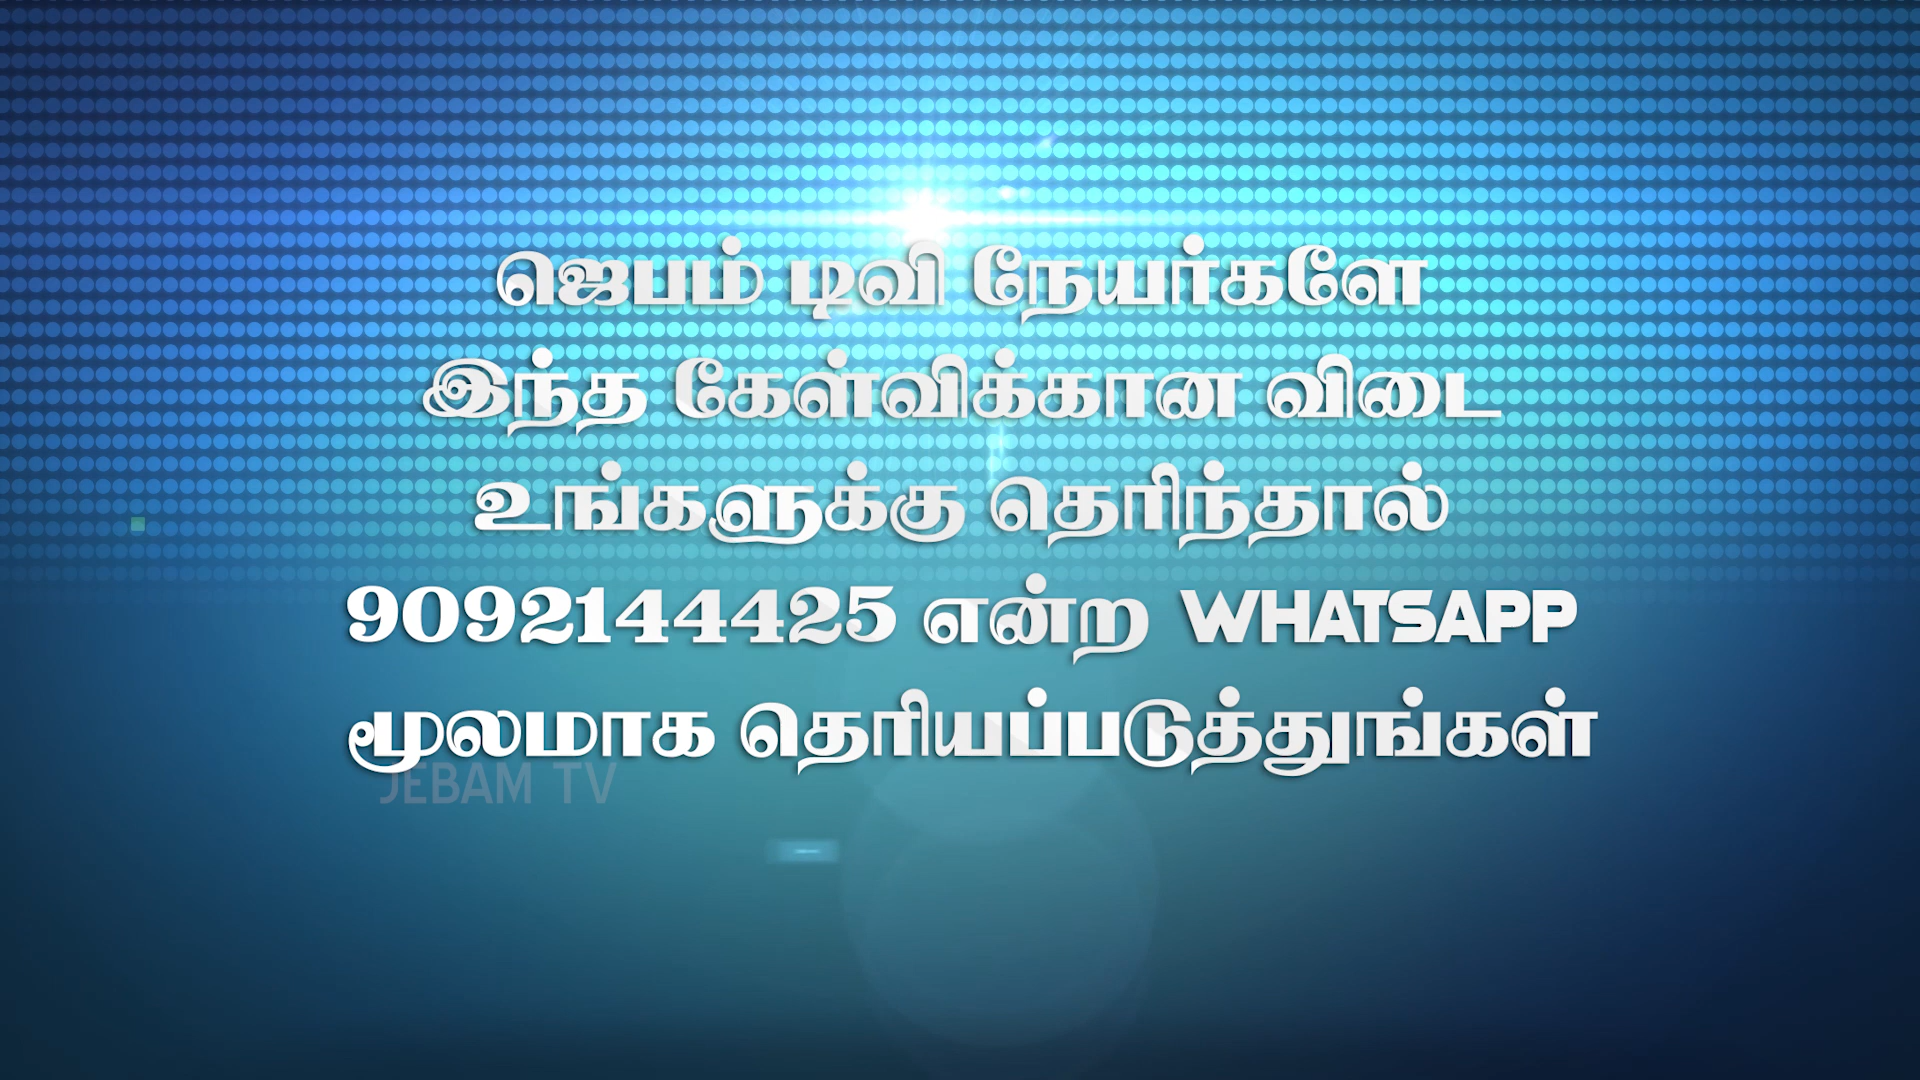 ஜெபம் டிவி நேயர்களே
இந்த கேள்விக்கான விடை
உங்களுக்கு தெரிந்தால்
9092144425 என்ற WHATSAPP
மூலமாக தெரியப்படுத்துங்கள்
JEBAM TV